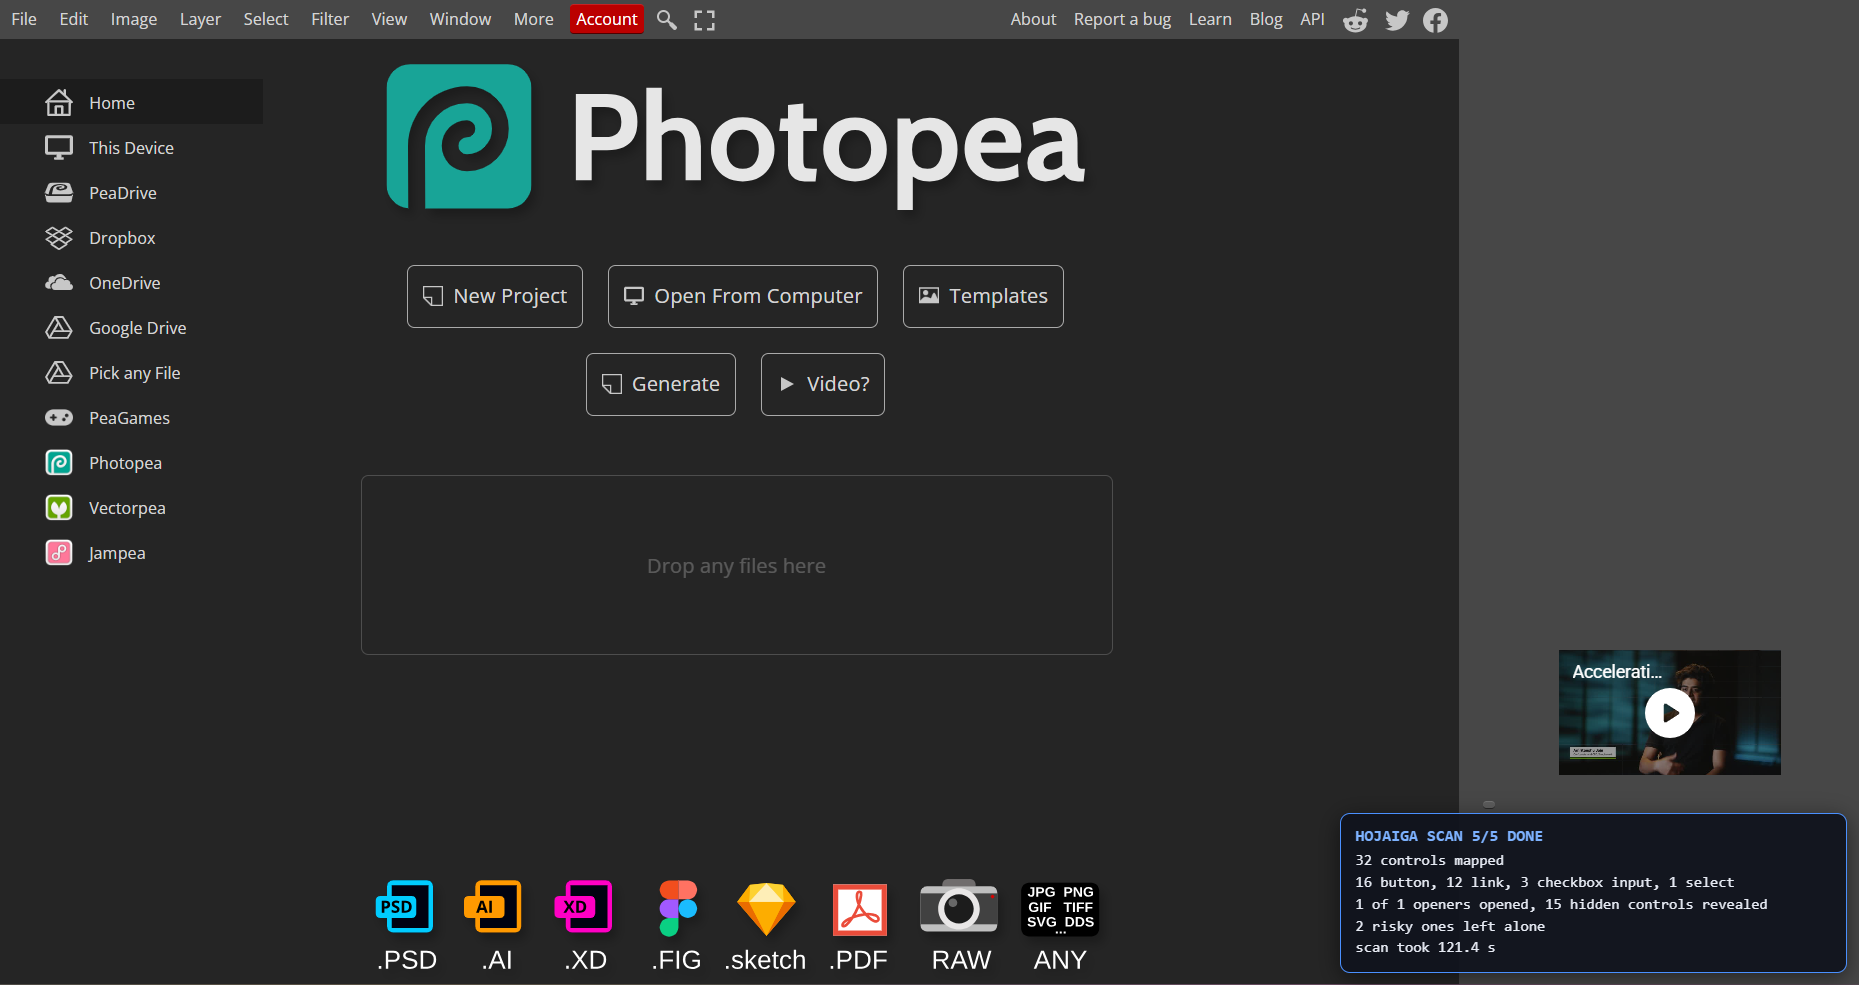 File Edit Image Layer Select Filter View Window More Account About Report a bug Learn Blog API
Home
This Device
PeaDrive
Dropbox
OneDrive
Google Drive
Pick any File
PeaGames
Photopea
Vectorpea
Jampea
Photopea
New Project Open From Computer Templates
Generate Video?
Drop any files here
PSD AI XD
JPG PNG
GIF TIFF
SVG DDS
...
.PSD .AI .XD .FIG .sketch .PDF RAW ANY
Accelerati...
HOJAIGA SCAN 5/5 DONE
32 controls mapped
16 button, 12 link, 3 checkbox input, 1 select
1 of 1 openers opened, 15 hidden controls revealed
2 risky ones left alone
scan took 121.4 s